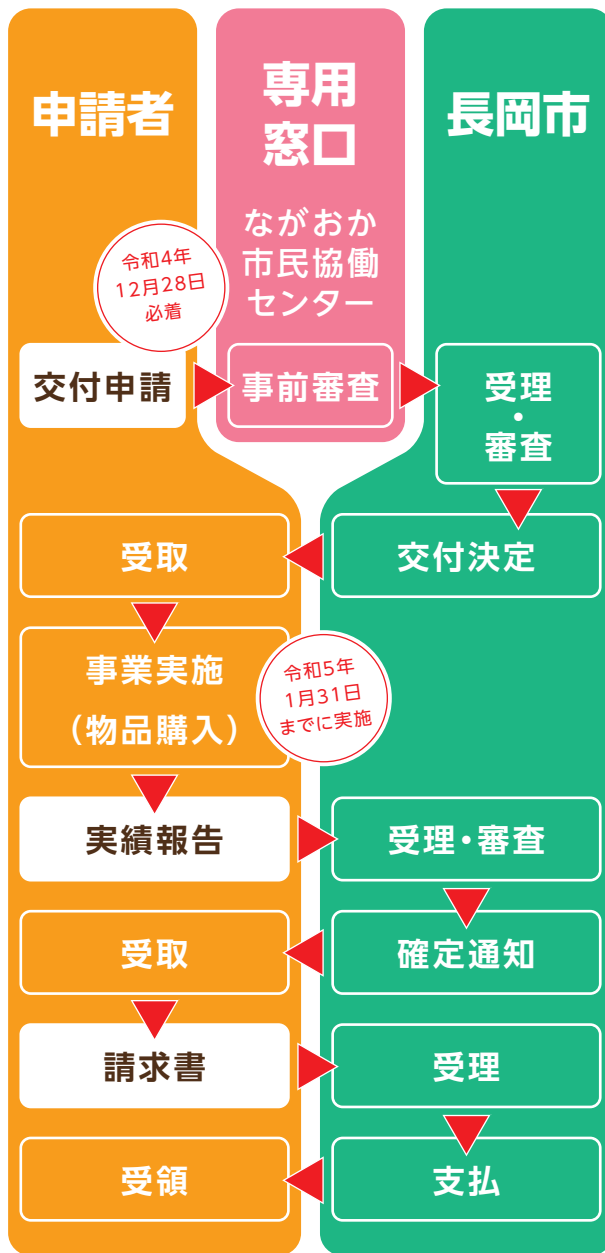 申請者
専用
窓口
ながおか
市民協働
センター
長岡市
令和4年
12月28日
必着
交付申請
事前審査
受理
・
審査
交付決定
受取
事業実施
（物品購入）
令和5年
1月31日
までに実施
実績報告
受理・審査
確定通知
受取
請求書
受理
支払
受領